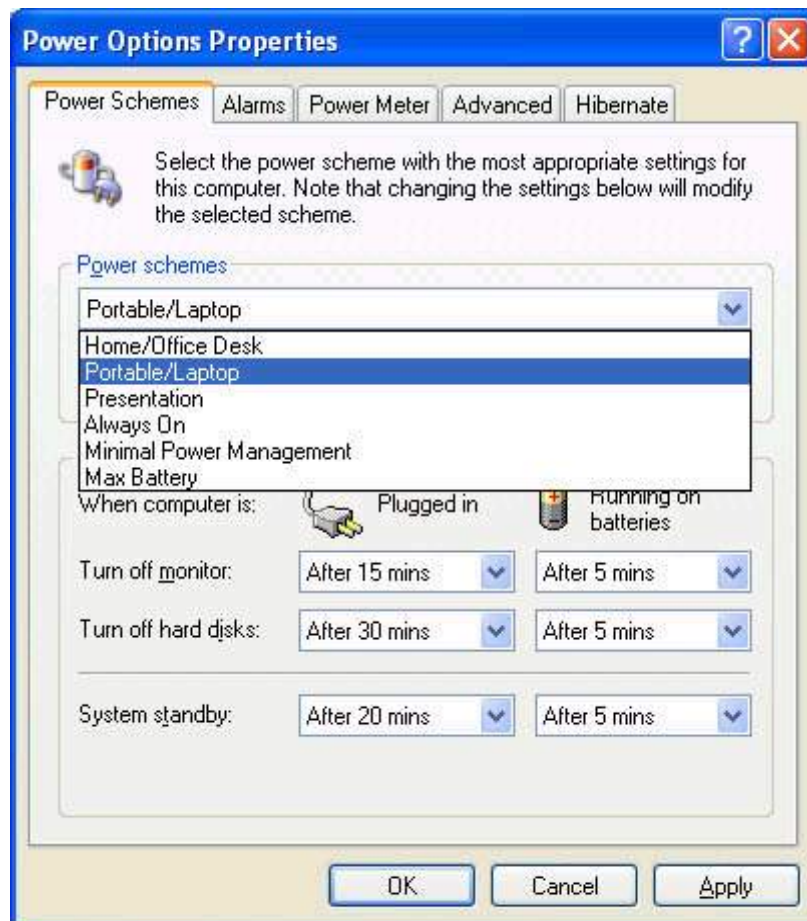 Power Options Properties
Power Schemes Alarms Power Meter Advanced Hibernate
Select the power scheme with the most appropriate settings for
this computer. Note that changing the settings below will modify
the selected scheme.
Power schemes
Portable/Laptop
Home/Office Desk
Portable/Laptop
Presentation
Always On
Minimal Power Management
Max Battery
When computer is: Plugged in Running on
batteries
Turn off monitor: After 15 mins After 5 mins
Turn off hard disks: After 30 mins After 5 mins
System standby: After 20 mins After 5 mins
OK Cancel Apply